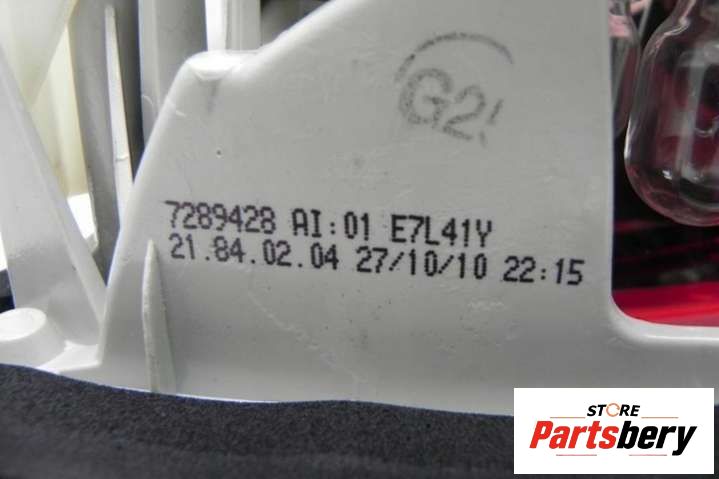 G2
7289428 AI:01 E7L41Y
21.84.02.04 27/10/10 22:15
STORE
Partsbery